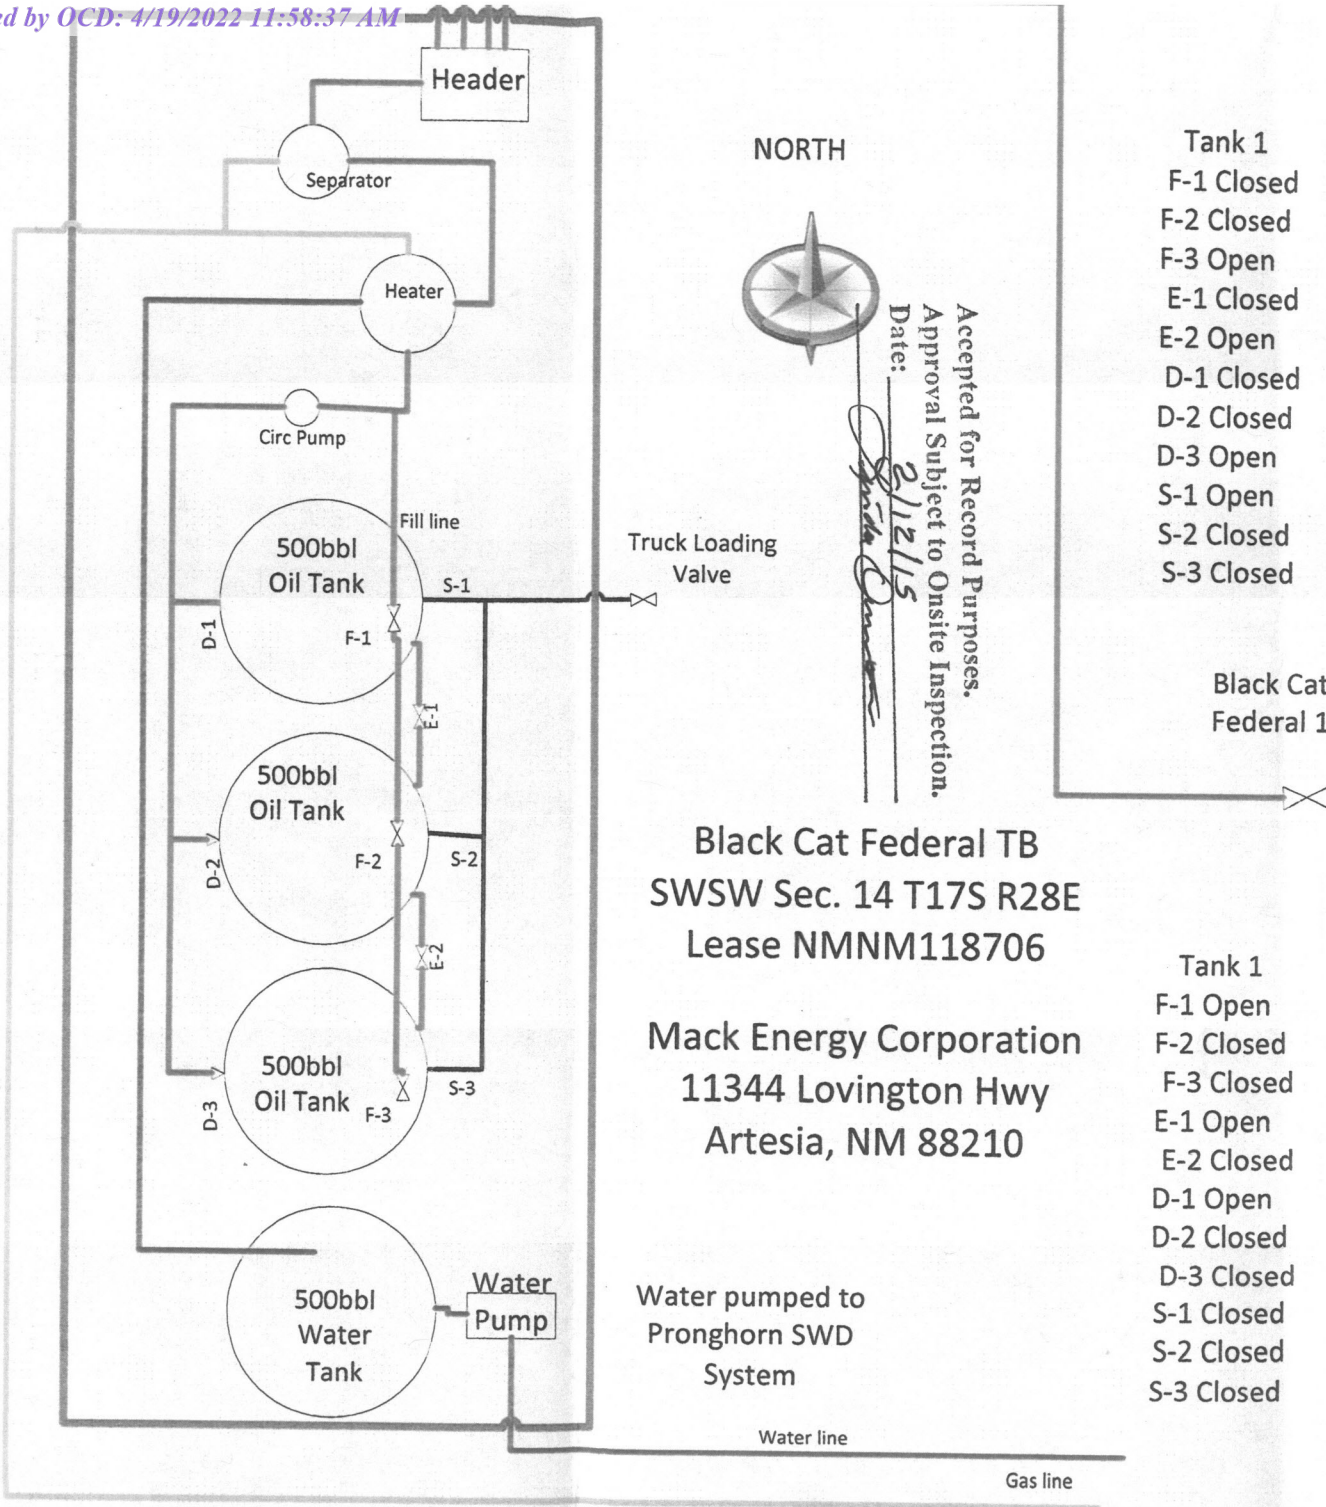 ed by OCD: 4/19/2022 11:58:37 AM
Header
Separator
Heater
Circ Pump
Fill line
500bbl
Oil Tank
S-1
F-1
D-1
E-1
500bbl
Oil Tank
F-2
S-2
D-2
E-2
500bbl
Oil Tank
F-3
S-3
D-3
500bbl
Water
Tank
Water
Pump
NORTH
Accepted for Record Purposes.
Approval Subject to Onsite Inspection.
Date: 2/12/15
Truck Loading
Valve
Black Cat Federal TB
SWSW Sec. 14 T17S R28E
Lease NMNM118706
Mack Energy Corporation
11344 Lovington Hwy
Artesia, NM 88210
Water pumped to
Pronghorn SWD
System
Water line
Gas line
Tank 1
F-1 Closed
F-2 Closed
F-3 Open
E-1 Closed
E-2 Open
D-1 Closed
D-2 Closed
D-3 Open
S-1 Open
S-2 Closed
S-3 Closed
Black Cat
Federal 1
Tank 1
F-1 Open
F-2 Closed
F-3 Closed
E-1 Open
E-2 Closed
D-1 Open
D-2 Closed
D-3 Closed
S-1 Closed
S-2 Closed
S-3 Closed